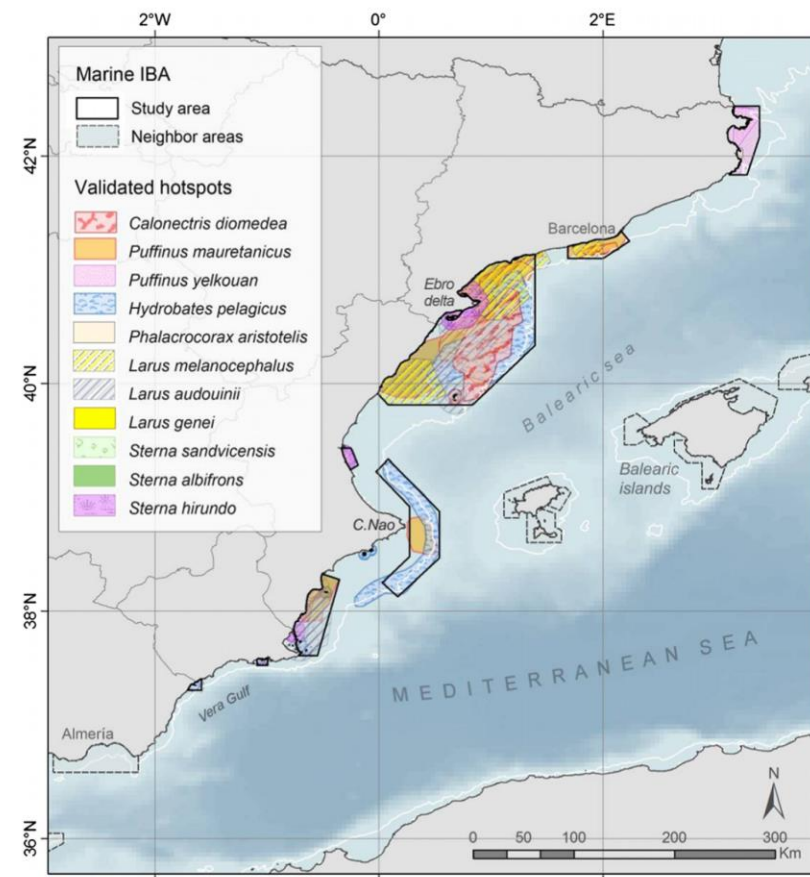 2°W 0° 2°E
Marine IBA
Study area
Neighbor areas
Validated hotspots
Calonectris diomedea
Puffinus mauretanicus
Puffinus yelkouan
Hydrobates pelagicus
Phalacrocorax aristotelis
Larus melanocephalus
Larus audouinii
Larus genei
Sterna sandvicensis
Sterna albifrons
Sterna hirundo
42°N
40°N
38°N
36°N
Barcelona
Ebro
delta
Balearic sea
Balearic
islands
C.Nao
MEDITERRANEAN SEA
Vera Gulf
Almería
N
0 50 100 200 300
Km